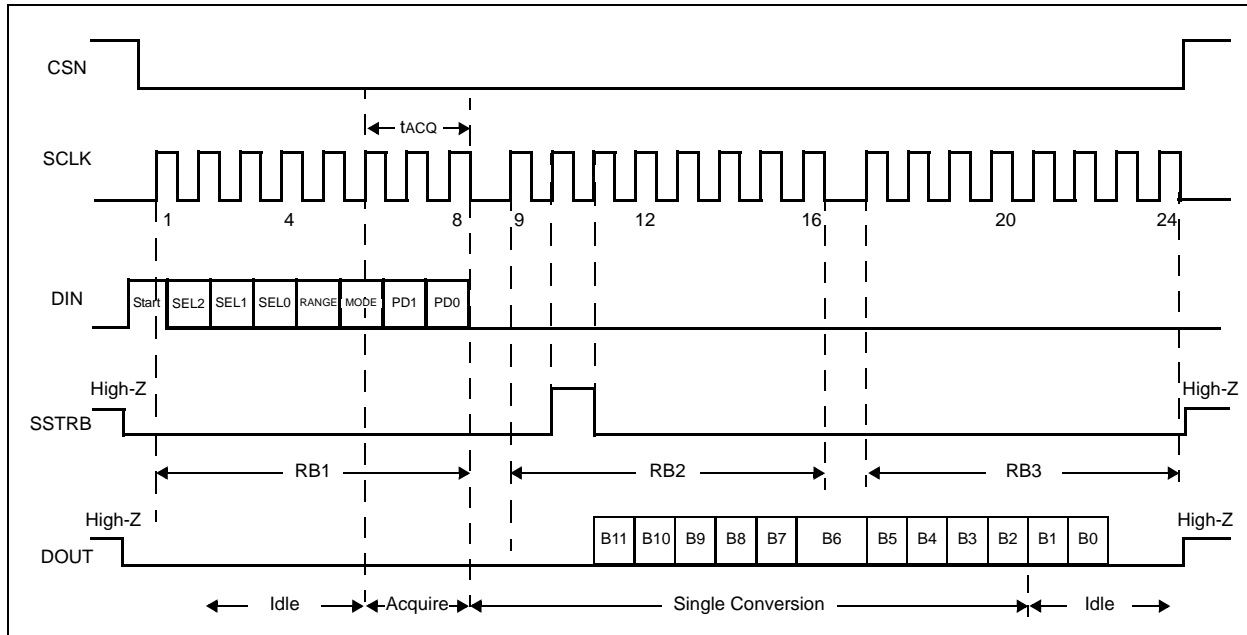 CSN
tACQ
SCLK
1 4 8 9 12 16 20 24
DIN Start SEL2 SEL1 SEL0 RANGE MODE PD1 PD0
High-Z High-Z
SSTRB
RB1 RB2 RB3
High-Z High-Z
DOUT B11 B10 B9 B8 B7 B6 B5 B4 B3 B2 B1 B0
Idle Acquire Single Conversion Idle